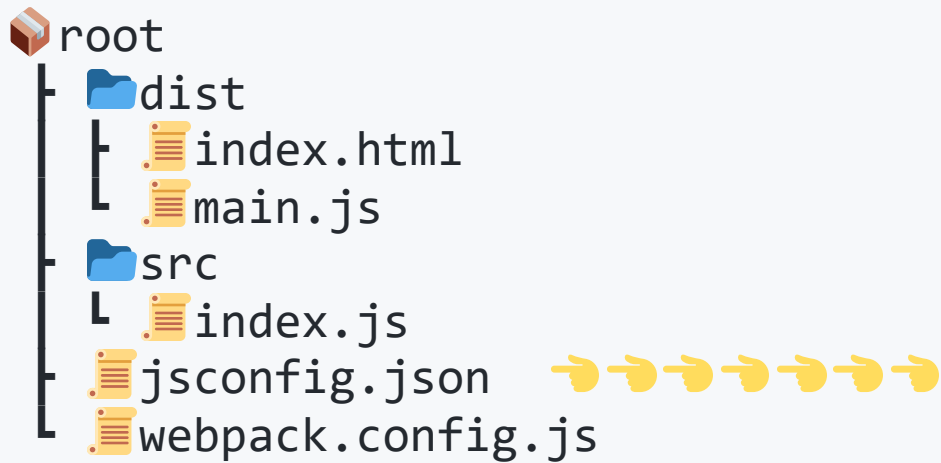 root
dist
index.html
main.js
src
index.js
jsconfig.json
webpack.config.js